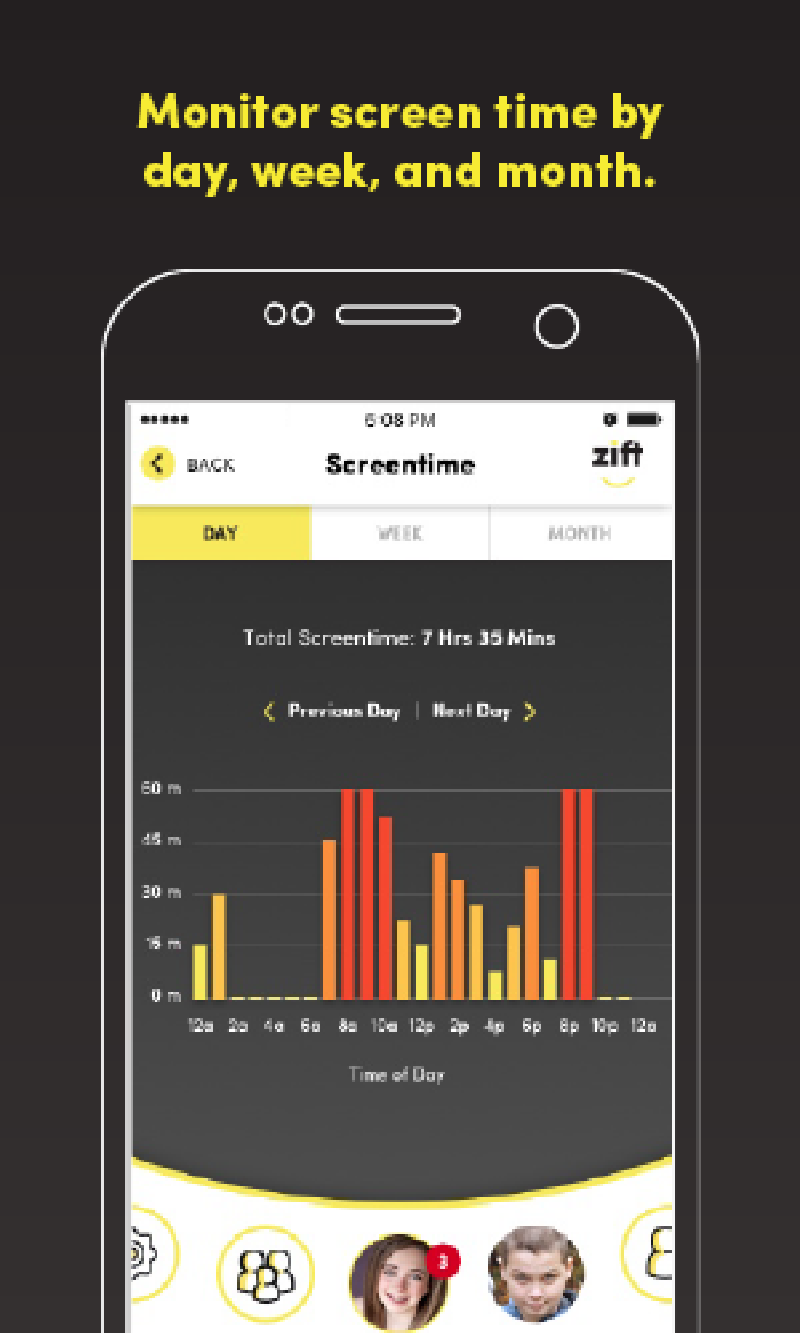 Monitor screen time by
day, week, and month.
6:08 PM
BACK
Screentime
zift
DAY
WEEK
MONTH
Total Screentime: 7 Hrs 35 Mins
Previous Day | Next Day
60 m
45 m
30 m
15 m
0 m
12a 2a 4a 6a 8a 10a 12p 2p 4p 6p 8p 10p 12a
Time of Day
3